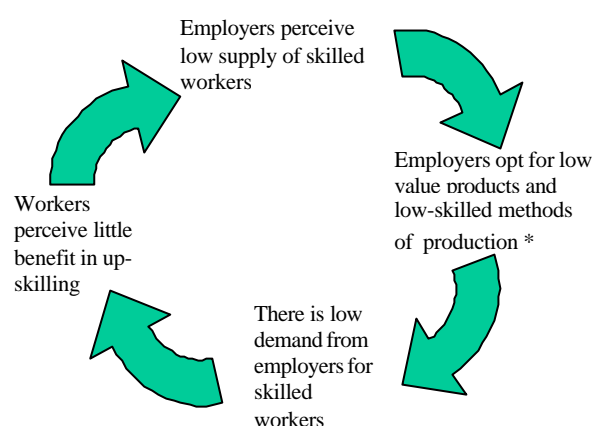 Employers perceive
low supply of skilled
workers
Employers opt for low
value products and
low-skilled methods
of production *
There is low
demand from
employers for
skilled
workers
Workers
perceive little
benefit in up-
skilling